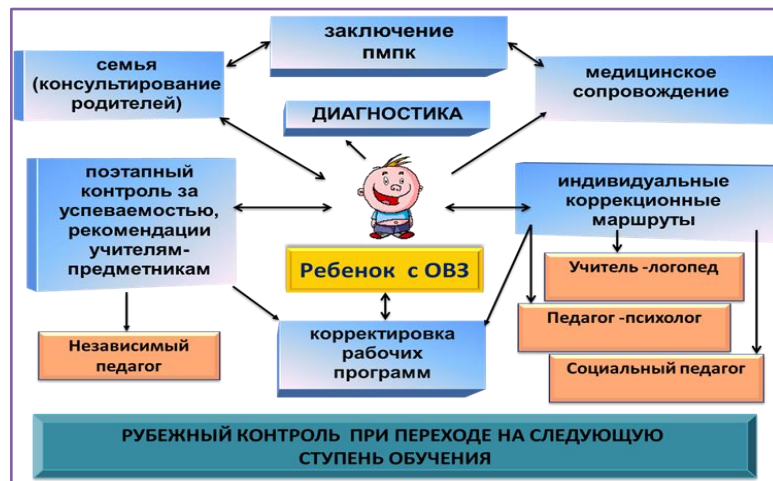 заключение
пмпк
семья
(консультирование
родителей)
медицинское
сопровождение
ДИАГНОСТИКА
поэтапный
контроль за
успеваемостью,
рекомендации
учителям-
предметникам
индивидуальные
коррекционные
маршруты
Ребенок с ОВЗ
Учитель -логопед
Педагог -психолог
Социальный педагог
Независимый
педагог
корректировка
рабочих
программ
РУБЕЖНЫЙ КОНТРОЛЬ ПРИ ПЕРЕХОДЕ НА СЛЕДУЮЩУЮ
СТУПЕНЬ ОБУЧЕНИЯ